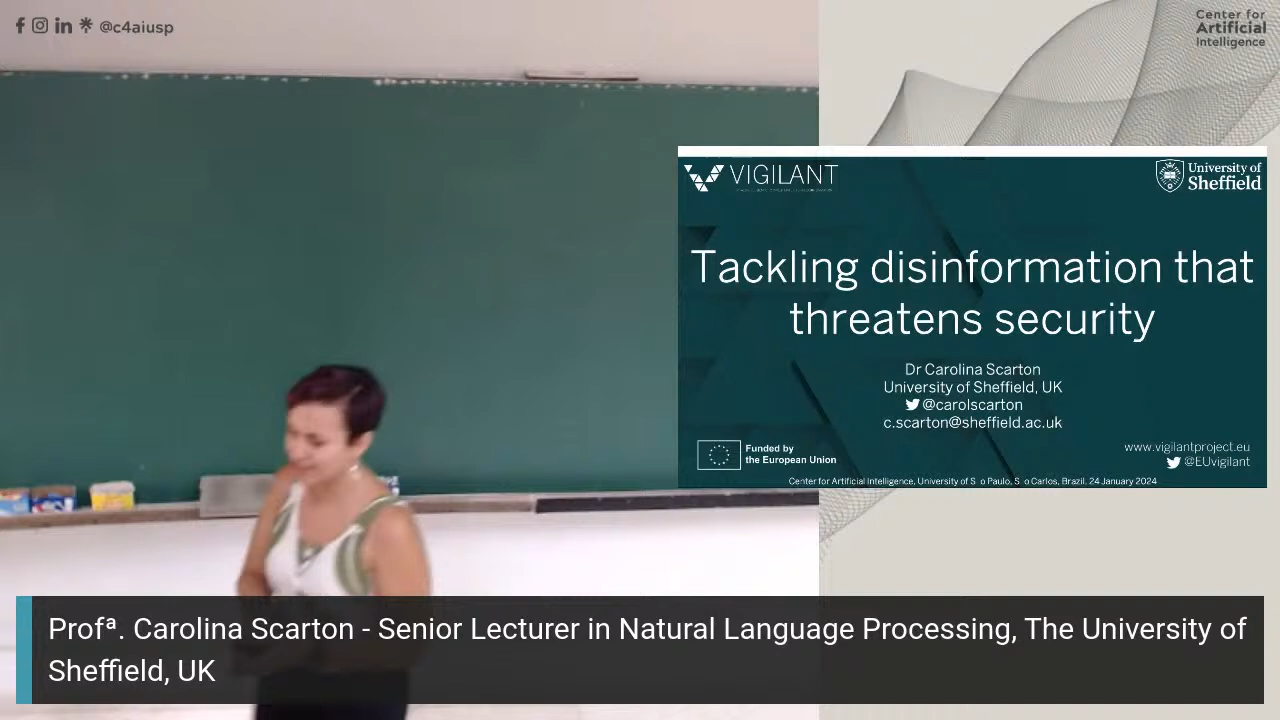 @c4aiusp
Center for
Artificial
Intelligence
VIGILANT
University of
Sheffield
Tackling disinformation that
threatens security
Dr Carolina Scarton
University of Sheffield, UK
@carolscarton
c.scarton@sheffield.ac.uk
Funded by
the European Union
www.vigilantproject.eu
@EUvigilant
Center for Artificial Intelligence, University of S o Paulo, S o Carlos, Brazil, 24 January 2024
Profª. Carolina Scarton - Senior Lecturer in Natural Language Processing, The University of
Sheffield, UK